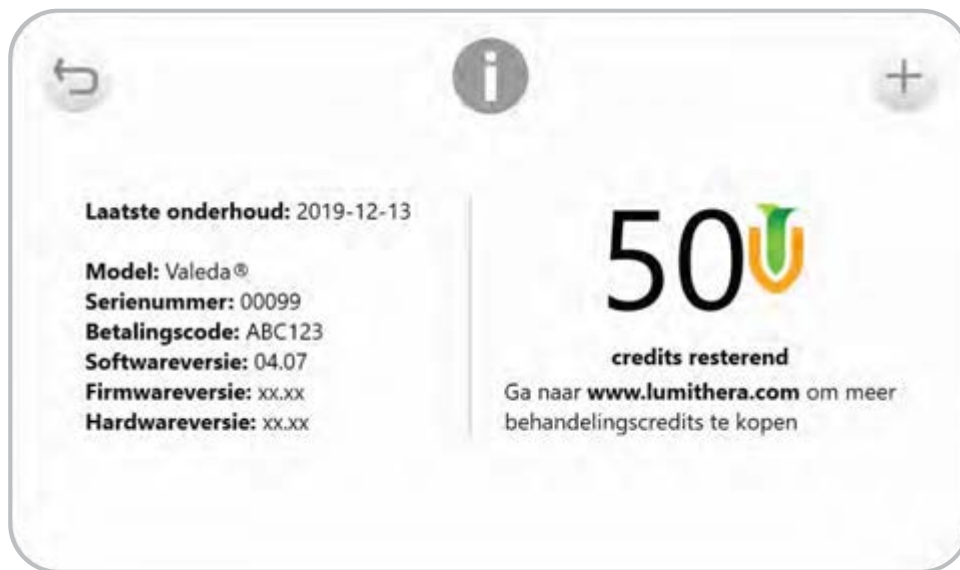 Laatste onderhoud: 2019-12-13
Model: Valeda®
Serienummer: 00099
Betalingscode: ABC123
Softwareversie: 04.07
Firmwareversie: xx.xx
Hardwareversie: xx.xx
50
credits resterend
Ga naar www.lumithera.com om meer
behandelingscredits te kopen